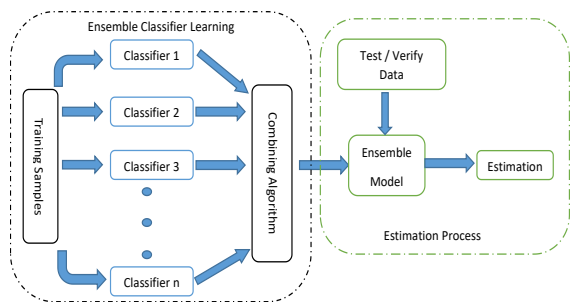 Ensemble Classifier Learning
Training Samples
Classifier 1
Classifier 2
Classifier 3
Classifier n
Combining Algorithm
Test / Verify
Data
Ensemble
Model
Estimation
Estimation Process